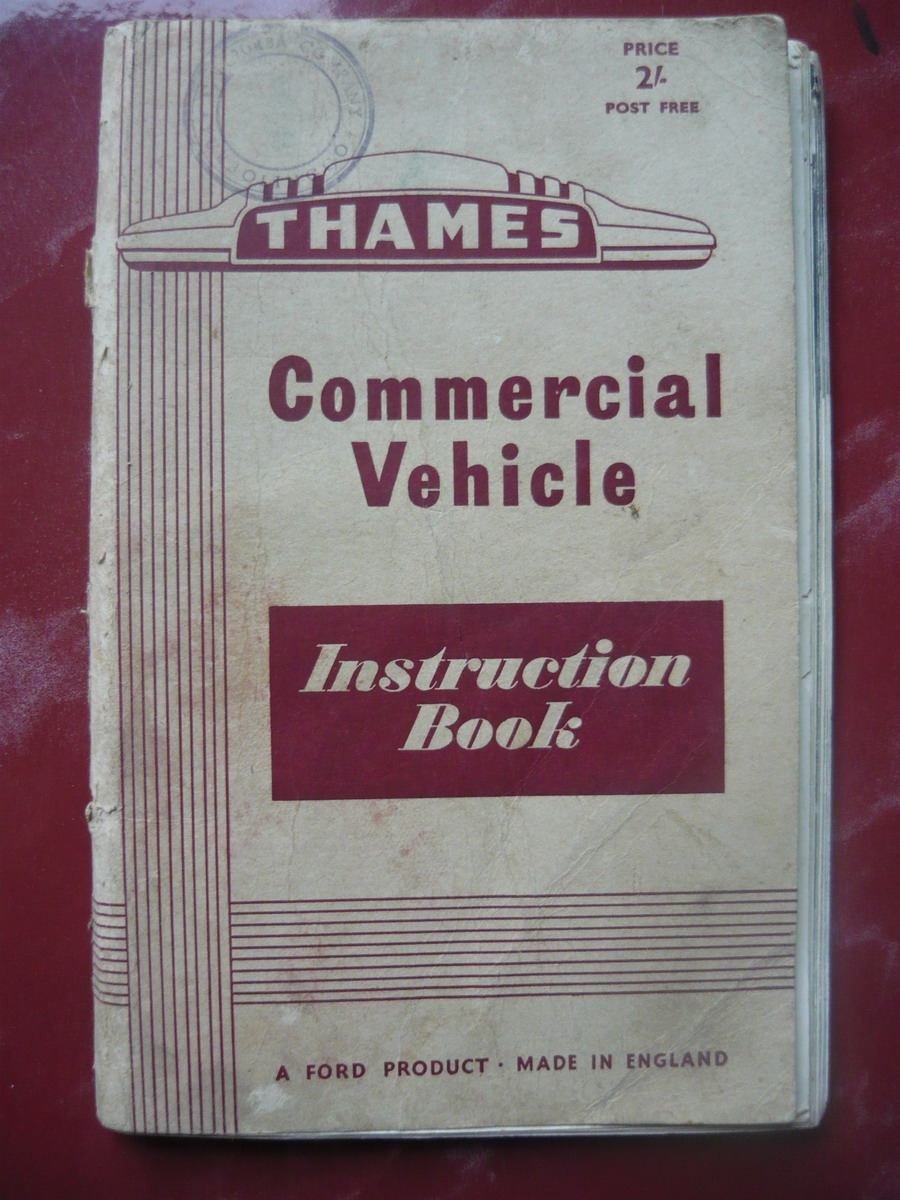 PRICE
2/-
POST FREE
THAMES
Commercial
Vehicle
Instruction
Book
A FORD PRODUCT · MADE IN ENGLAND